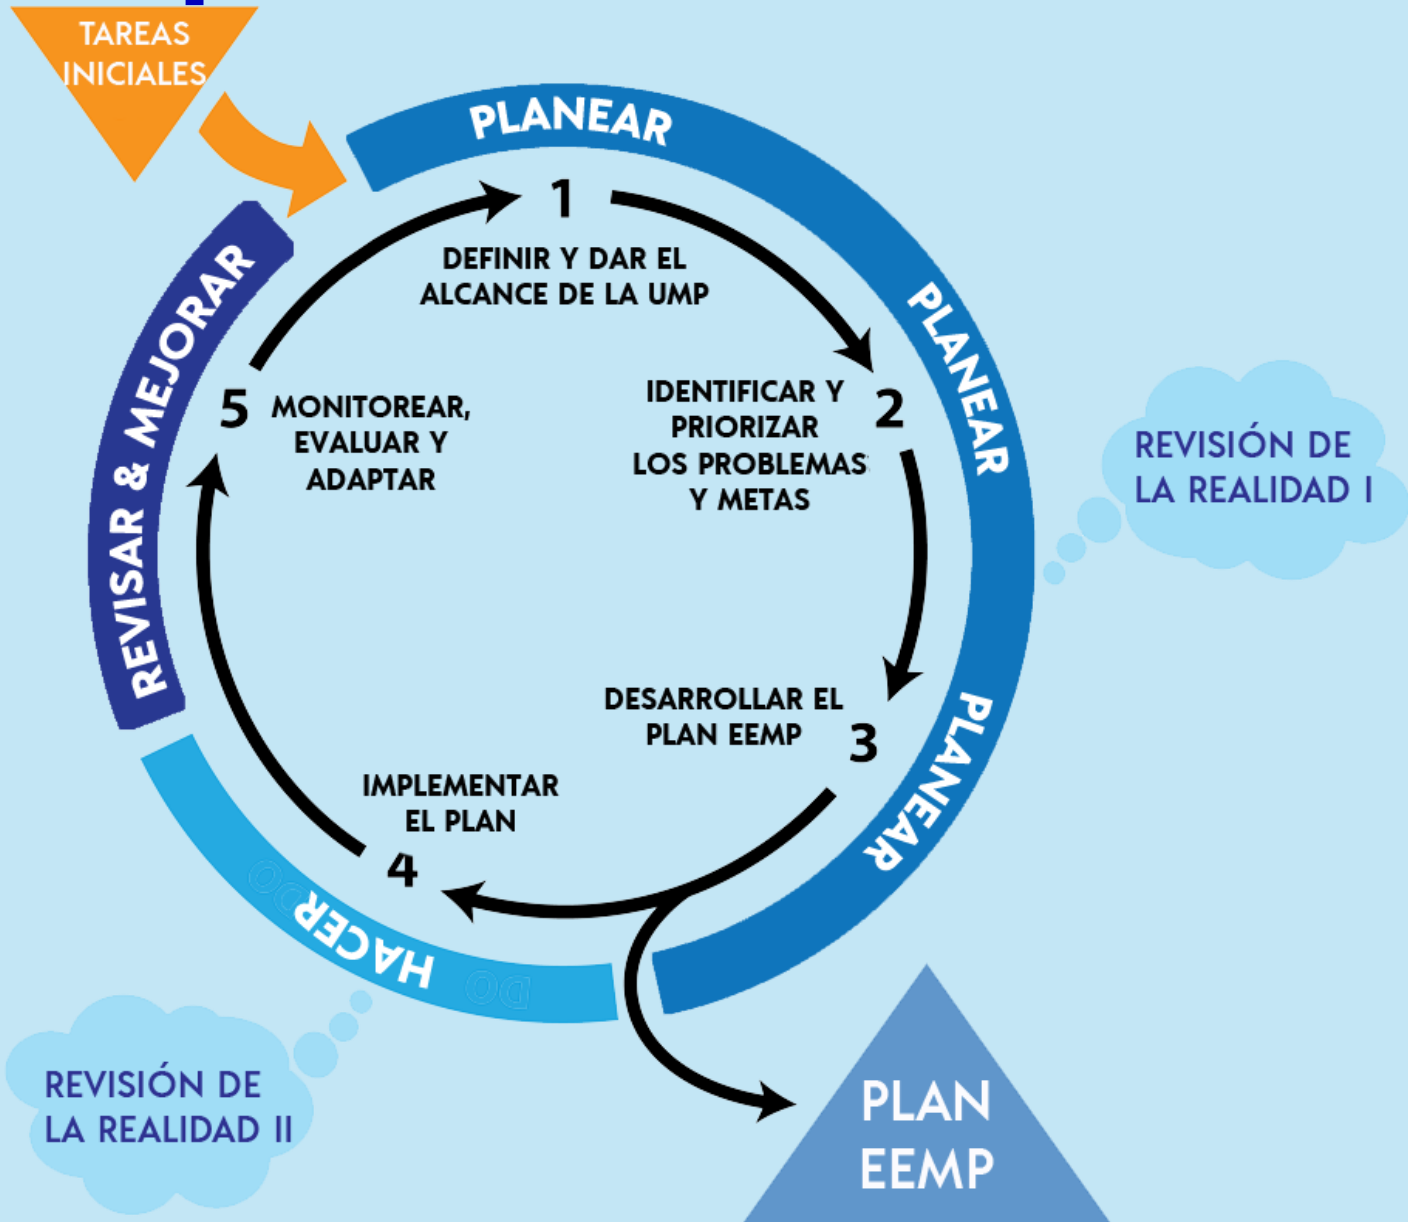 TAREAS
INICIALES
PLANEAR
1
DEFINIR Y DAR EL
ALCANCE DE LA UMP
PLANEAR
2
IDENTIFICAR Y
PRIORIZAR
LOS PROBLEMAS
Y METAS
REVISIÓN DE
LA REALIDAD I
PLANEAR
3
DESARROLLAR EL
PLAN EEMP
HACER
DO
DO
4
IMPLEMENTAR
EL PLAN
REVISIÓN DE
LA REALIDAD II
REVISAR & MEJORAR
5
MONITOREAR,
EVALUAR Y
ADAPTAR
PLAN
EEMP